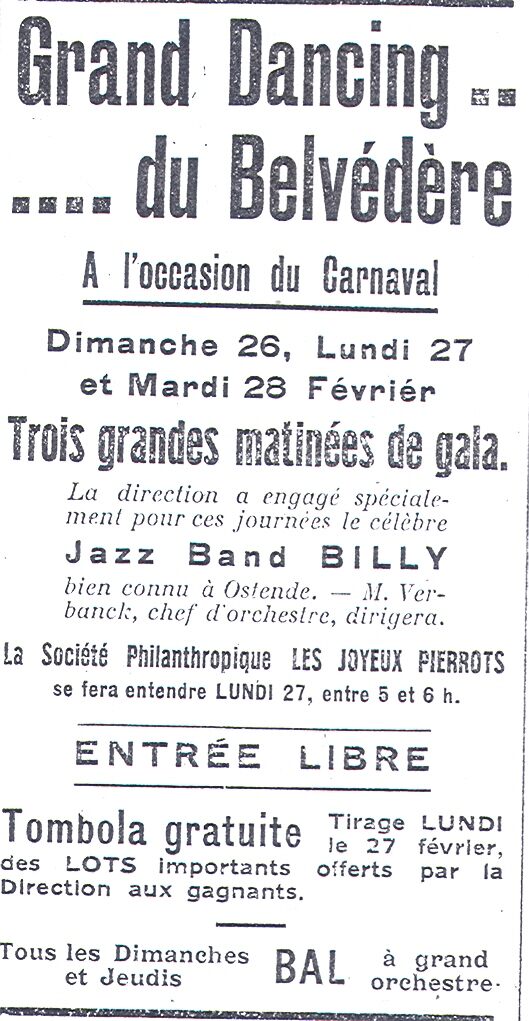 Grand Dancing ..
.... du Belvédère
A l'occasion du Carnaval
Dimanche 26, Lundi 27
et Mardi 28 Févriér
Trois grandes matinées de gala.
La direction a engagé spéciale-
ment pour ces journées le célèbre
Jazz Band BILLY
bien connu à Ostende. — M. Ver-
banck, chef d'orchestre, dirigera.
La Société Philanthropique LES JOYEUX PIERROTS
se fera entendre LUNDI 27, entre 5 et 6 h.
ENTRÉE LIBRE
Tombola gratuite
Tirage LUNDI
le 27 février,
des LOTS importants offerts par la
Direction aux gagnants.
Tous les Dimanches
et Jeudis
BAL
à grand
orchestre.